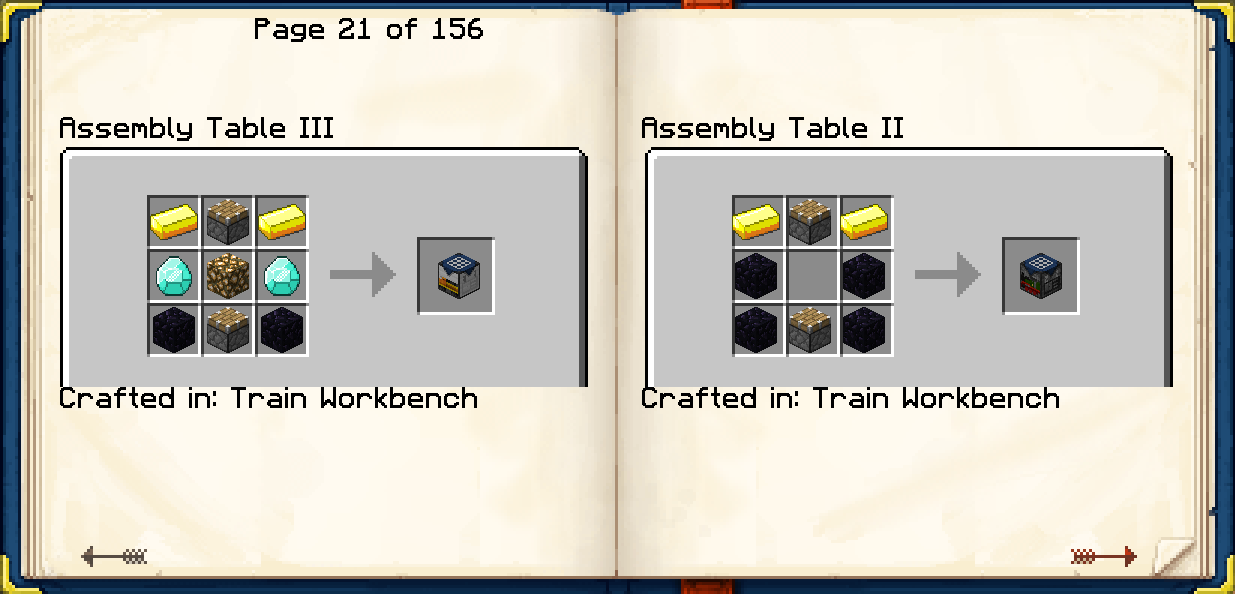 Page 21 of 156
Assembly Table III
Crafted in: Train Workbench
Assembly Table II
Crafted in: Train Workbench